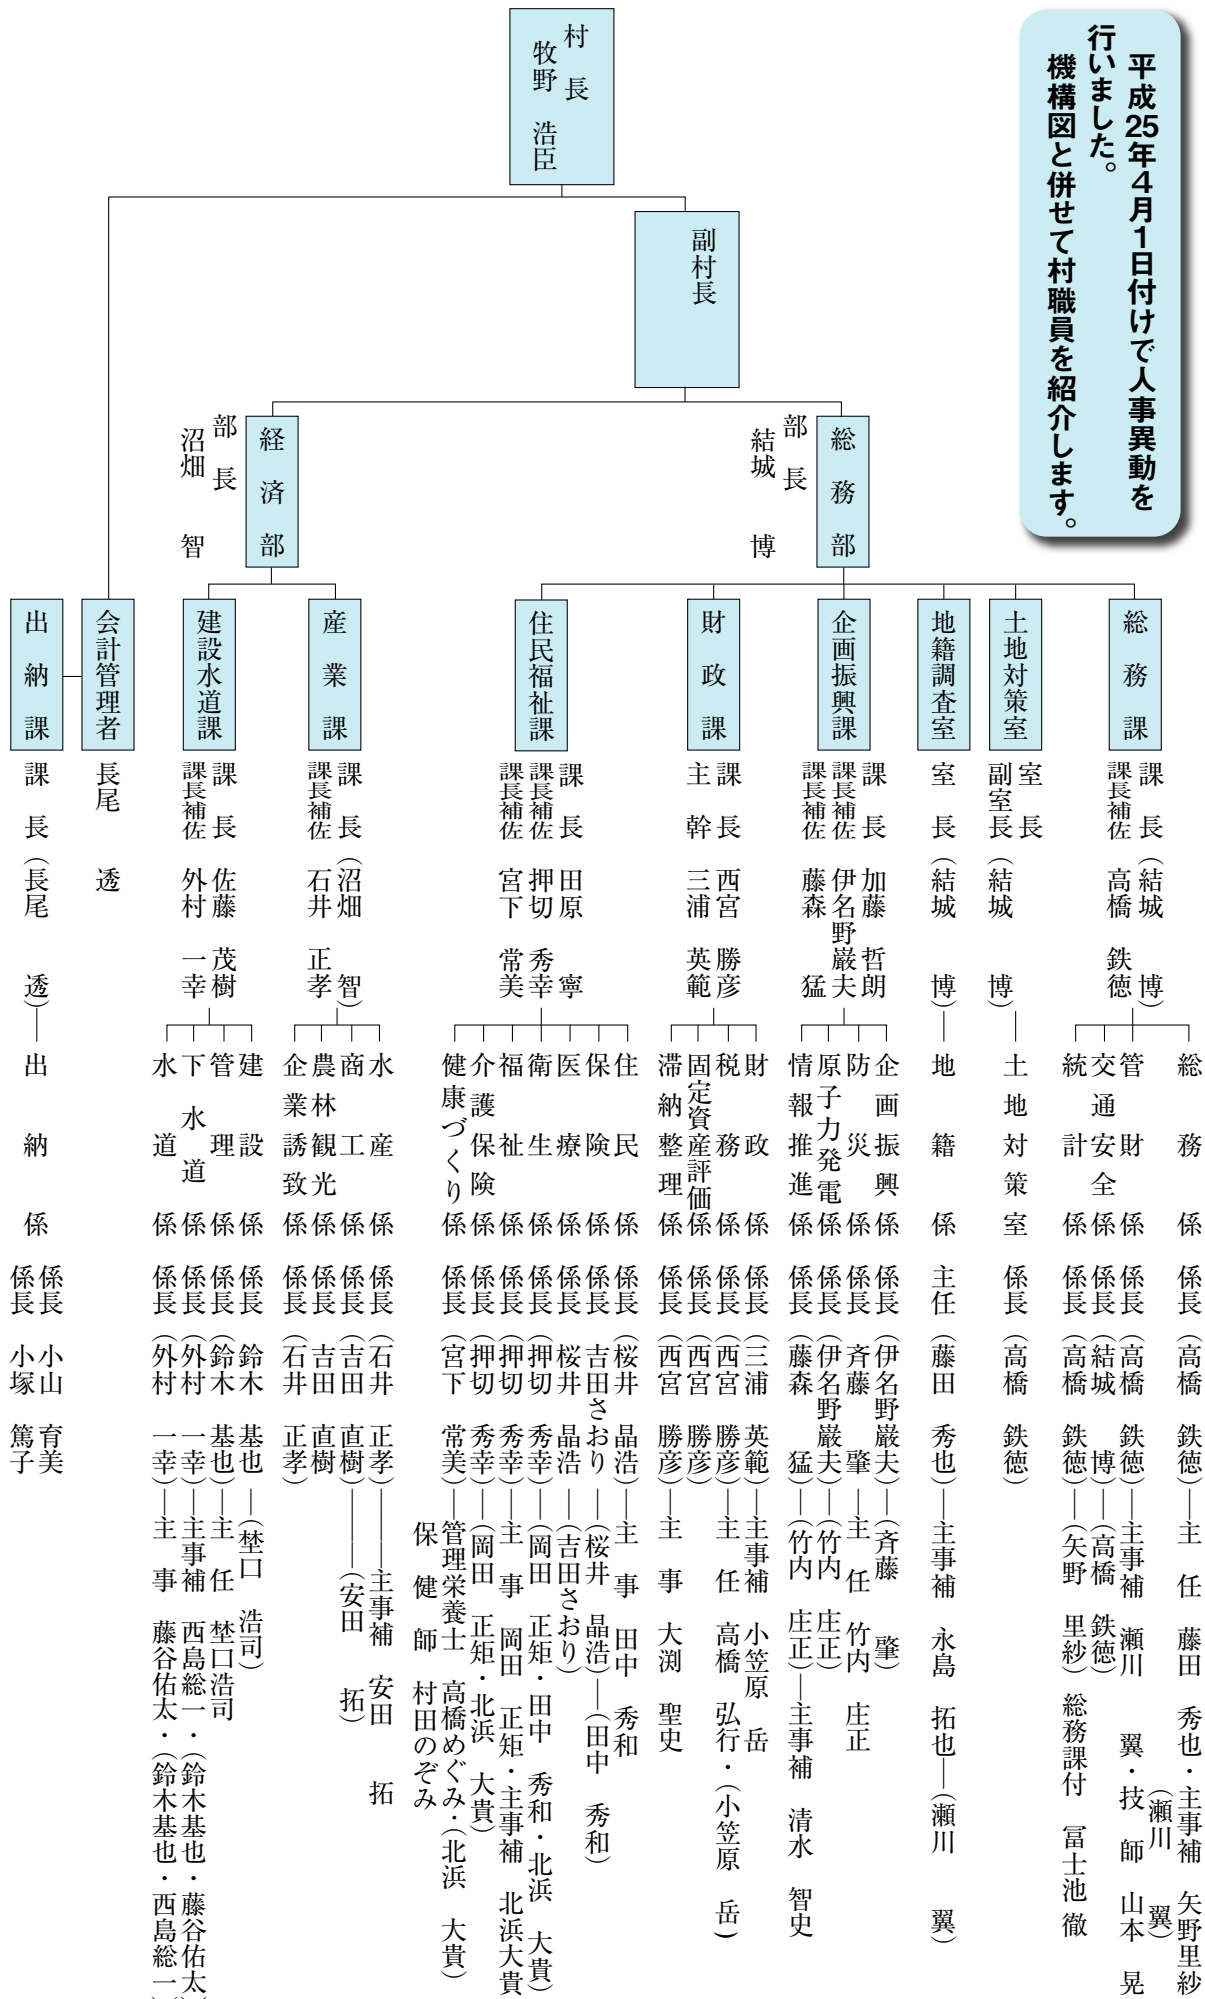 平成25年4月1日付けで人事異動を
行いました。
機構図と併せて村職員を紹介します。
村長
牧野 浩臣
副村長
総務部
部長
結城 博
経済部
部長
沼畑 智
総務課
課長 (結城 博)
課長補佐 高橋 鉄徳
総務係 係長 (高橋 鉄徳)―主任 藤田 秀也・主事補 矢野里紗
(瀬川 翼)
管財係 係長 (高橋 鉄徳)―主事補 瀬川 翼・技師 山本 晃
交通安全係 係長 (結城 博)―(高橋 鉄徳)
統計係 係長 (高橋 鉄徳)―(矢野 里紗) 総務課付 冨士池 徹
土地対策室
室長
副室長 (結城 博)―土地対策室 係長 (高橋 鉄徳)
地籍調査室
室長 (結城 博)―地籍係 主任 (藤田 秀也)―主事補 永島 拓也―(瀬川 翼)
企画振興課
課長 加藤 哲朗
課長補佐 伊名野巌夫
課長補佐 藤森 猛
企画振興係 係長 (伊名野巌夫)―(斉藤 肇)
防災係 係長 斉藤 肇―主任 竹内 庄正
原子力発電係 係長 (伊名野巌夫)―(竹内 庄正)
情報推進係 係長 (藤森 猛)―(竹内 庄正)―主事補 清水 智史
財政課
課長 西宮 勝彦
主幹 三浦 英範
財政係 係長 (三浦 英範)―主事補 小笠原 岳
税務係 係長 (西宮 勝彦)―主任 高橋 弘行・(小笠原 岳)
固定資産評価係 係長 (西宮 勝彦)
滞納整理係 係長 (西宮 勝彦)―主事 大渕 聖史
住民福祉課
課長 田原 寧
課長補佐 押切 秀幸
課長補佐 宮下 常美
住民係 係長 (桜井 晶浩)―主事 田中 秀和
保険係 係長 吉田さおり―(桜井 晶浩)―(田中 秀和)
医療係 係長 桜井 晶浩―(吉田さおり)
衛生係 係長 (押切 秀幸)―(岡田 正矩・田中 秀和・北浜 大貴)
福祉係 係長 (押切 秀幸)―主事 岡田 正矩・主事補 北浜大貴
介護保険係 係長 (押切 秀幸)―(岡田 正矩・北浜 大貴)
健康づくり係 係長 (宮下 常美)―管理栄養士 高橋めぐみ・(北浜 大貴)
保健師 村田のぞみ
産業課
課長 (沼畑 智)
課長補佐 石井 正孝
水産係 係長 (石井 正孝)―主事補 安田 拓
商工係 係長 (吉田 直樹)―(安田 拓)
農林観光係 係長 吉田 直樹
企業誘致係 係長 (石井 正孝)
建設水道課
課長 佐藤 茂樹
課長補佐 外村 一幸
建設係 係長 鈴木 基也―(埜口 浩司)
管理係 係長 (鈴木 基也)―主任 埜口浩司
下水道係 係長 (外村 一幸)―主事補 西島総一・(鈴木基也・藤谷佑太)
水道係 係長 (外村 一幸)―主事 藤谷佑太・(鈴木基也・西島総一)
会計管理者
長尾 透
出納課
課長 (長尾 透)―出納係 係長 小山 育美
係長 小塚 篤子